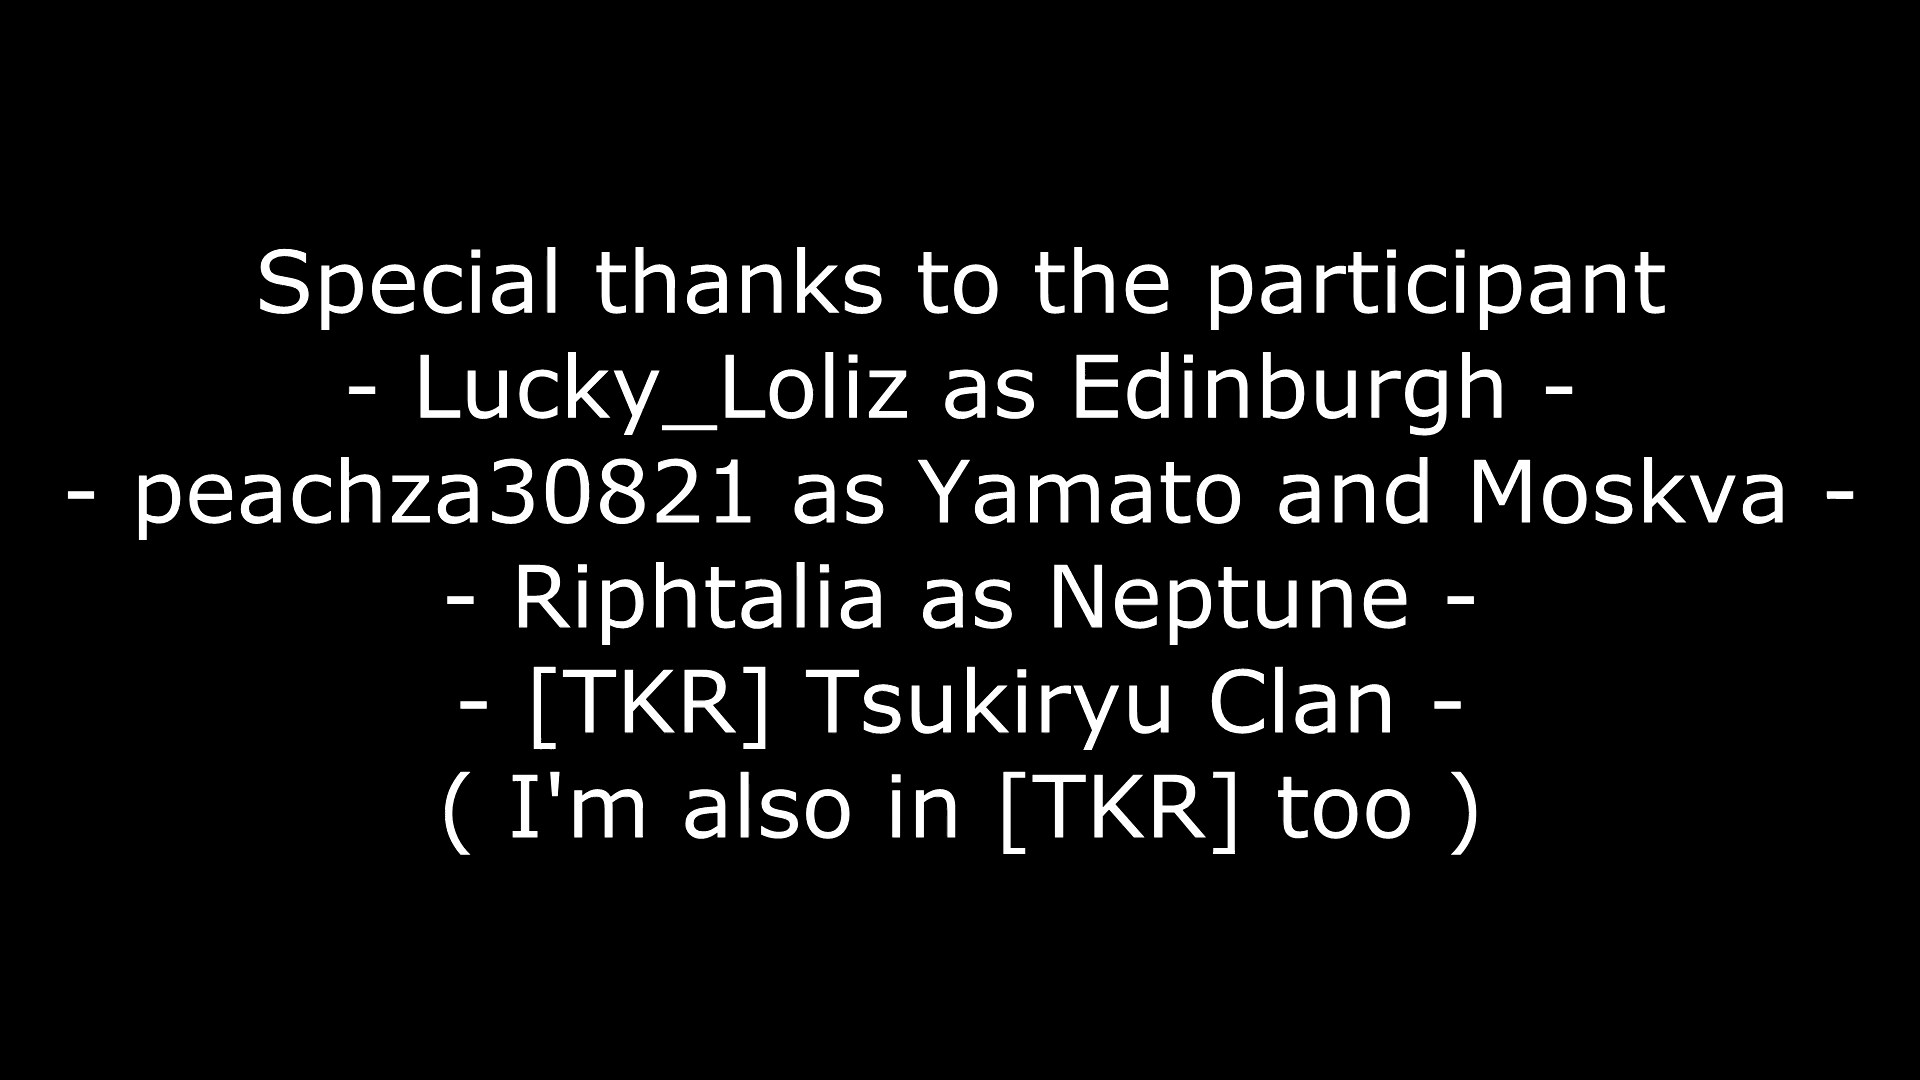 Special thanks to the participant
- Lucky_Loliz as Edinburgh -
- peachza30821 as Yamato and Moskva -
- Riphtalia as Neptune -
- [TKR] Tsukiryu Clan -
( I'm also in [TKR] too )